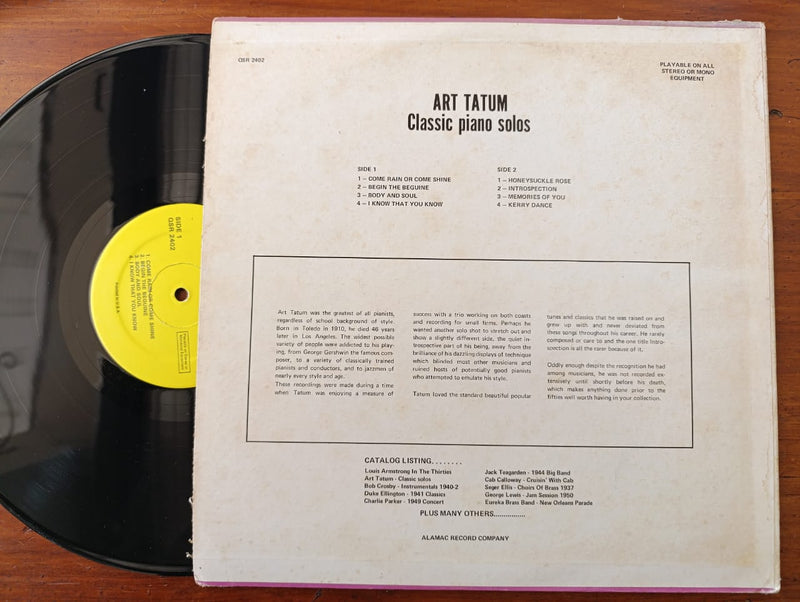 QSR 2402
PLAYABLE ON ALL
STEREO OR MONO
EQUIPMENT
ART TATUM
Classic piano solos
SIDE 1
1 – COME RAIN OR COME SHINE
2 – BEGIN THE BEGUINE
3 – BODY AND SOUL
4 – I KNOW THAT YOU KNOW
SIDE 2
1 – HONEYSUCKLE ROSE
2 – INTROSPECTION
3 – MEMORIES OF YOU
4 – KERRY DANCE
Art Tatum was the greatest of all pianists,
regardless of school background of style.
Born in Toledo in 1910, he died 46 years
later in Los Angeles. The widest possible
variety of people were addicted to his play-
ing, from George Gershwin the famous com-
poser, to a variety of classically trained
pianists and conductors, and to jazzmen of
nearly every style and age.
These recordings were made during a time
when Tatum was enjoying a measure of
success with a trio working on both coasts
and recording for small firms. Perhaps he
wanted another solo shot to stretch out and
show a slightly different side, the quiet in-
trospective part of his being, away from the
brilliance of his dazzling displays of technique
which blinded most other musicians and
ruined hosts of potentially good pianists
who attempted to emulate his style.
Tatum loved the standard beautiful popular
tunes and classics that he was raised on and
grew up with and never deviated from
these songs throughout his career. He rarely
composed or care to and the one title Intro-
spection is all the rarer because of it.
Oddly enough despite the recognition he had
among musicians, he was not recorded ex-
tensively until shortly before his death,
which makes anything done prior to the
fifties well worth having in your collection.
CATALOG LISTING........
Louis Armstrong In The Thirties
Art Tatum - Classic solos
Bob Crosby - Instrumentals 1940-2
Duke Ellington - 1941 Classics
Charlie Parker - 1949 Concert
Jack Teagarden - 1944 Big Band
Cab Calloway - Cruisin' With Cab
Seger Ellis - Choirs Of Brass 1937
George Lewis - Jam Session 1950
Eureka Brass Band - New Orleans Parade
PLUS MANY OTHERS...............
ALAMAC RECORD COMPANY
SIDE 1
QSR 2402
1. COME RAIN OR COME SHINE
2. BEGIN THE BEGUINE
3. BODY AND SOUL
4. I KNOW THAT YOU KNOW